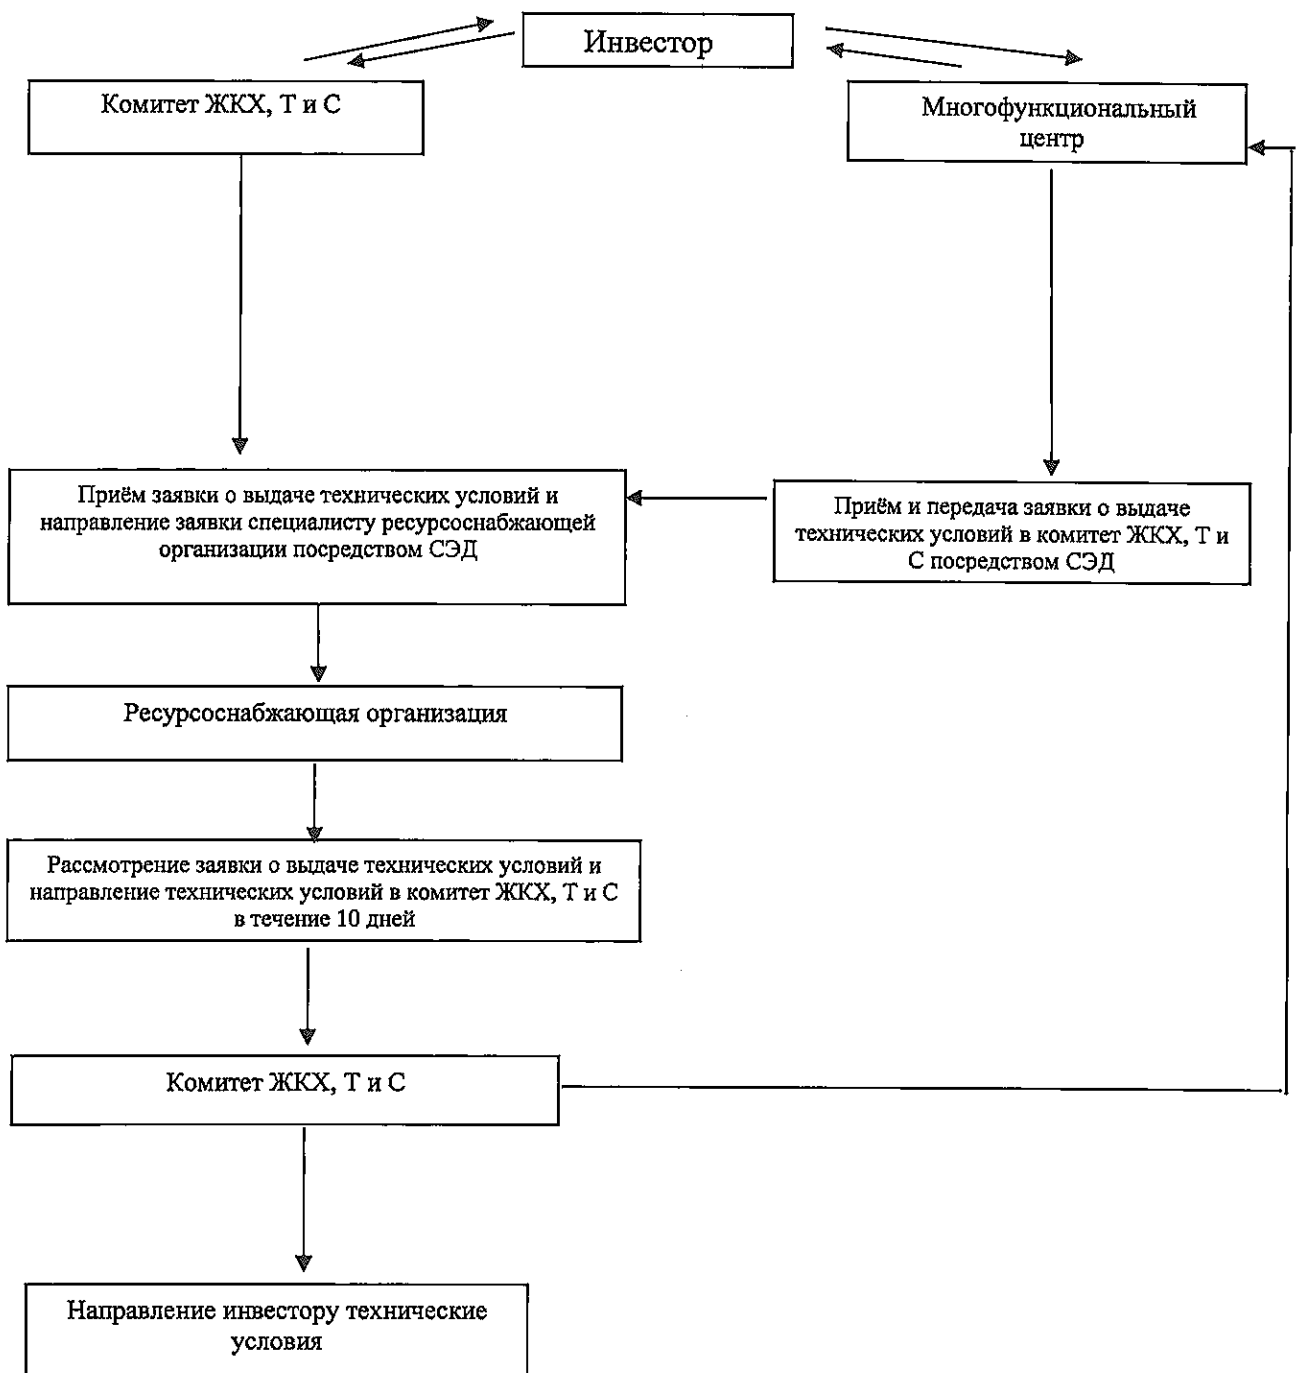 Инвестор
Комитет ЖКХ, Т и С
Многофункциональный
центр
Приём заявки о выдаче технических условий и
направление заявки специалисту ресурсоснабжающей
организации посредством СЭД
Приём и передача заявки о выдаче
технических условий в комитет ЖКХ, Т и
С посредством СЭД
Ресурсоснабжающая организация
Рассмотрение заявки о выдаче технических условий и
направление технических условий в комитет ЖКХ, Т и С
в течение 10 дней
Комитет ЖКХ, Т и С
Направление инвестору технические
условия